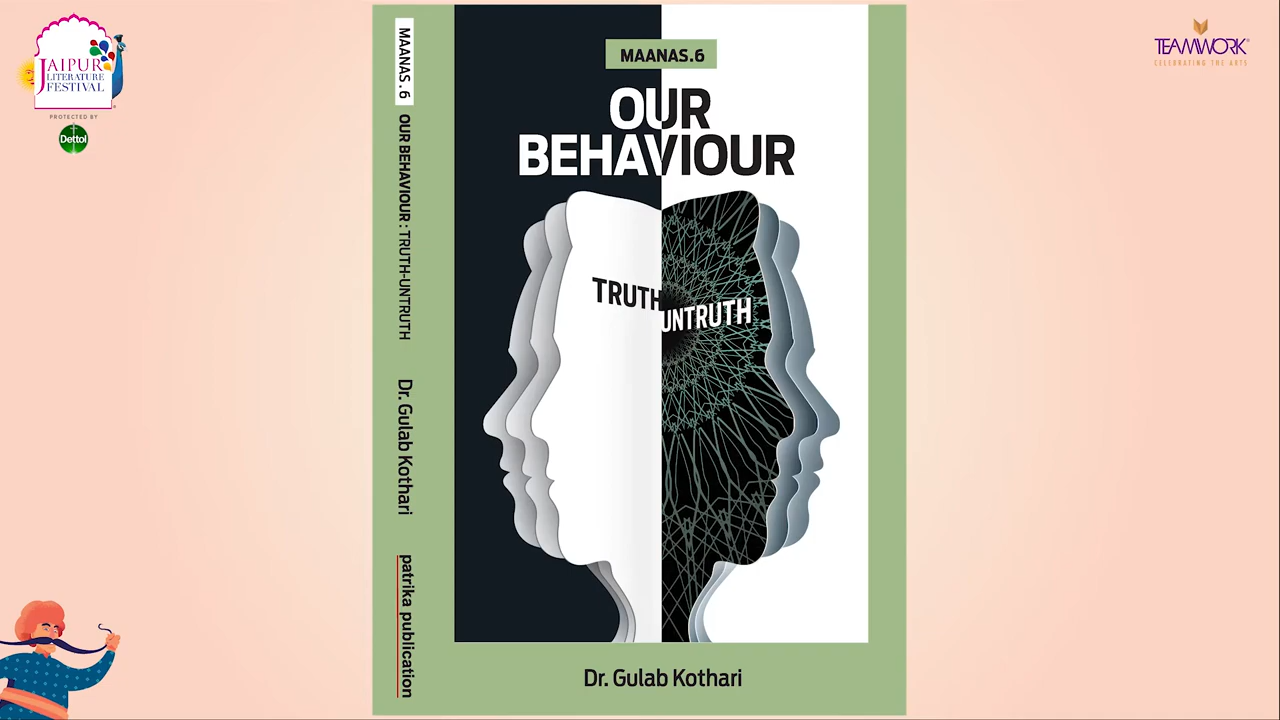 JAIPUR
LITERATURE
FESTIVAL
PROTECTED BY
Dettol
TEAMWORK
CELEBRATING THE ARTS
MAANAS.6 OUR BEHAVIOUR : TRUTH-UNTRUTH Dr. Gulab Kothari patrika publication
MAANAS.6
OUR
BEHAVIOUR
TRUTH
UNTRUTH
Dr. Gulab Kothari